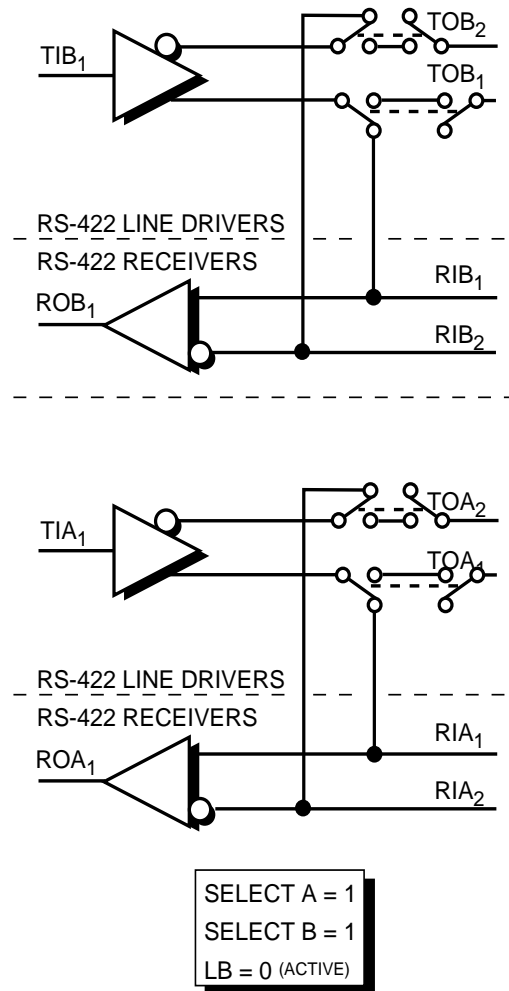 TOB2
TIB1
TOB1
RS-422 LINE DRIVERS
RS-422 RECEIVERS
RIB1
ROB1
RIB2
TOA2
TIA1
TOA1
RS-422 LINE DRIVERS
RS-422 RECEIVERS
RIA1
ROA1
RIA2
SELECT A = 1
SELECT B = 1
LB = 0 (ACTIVE)